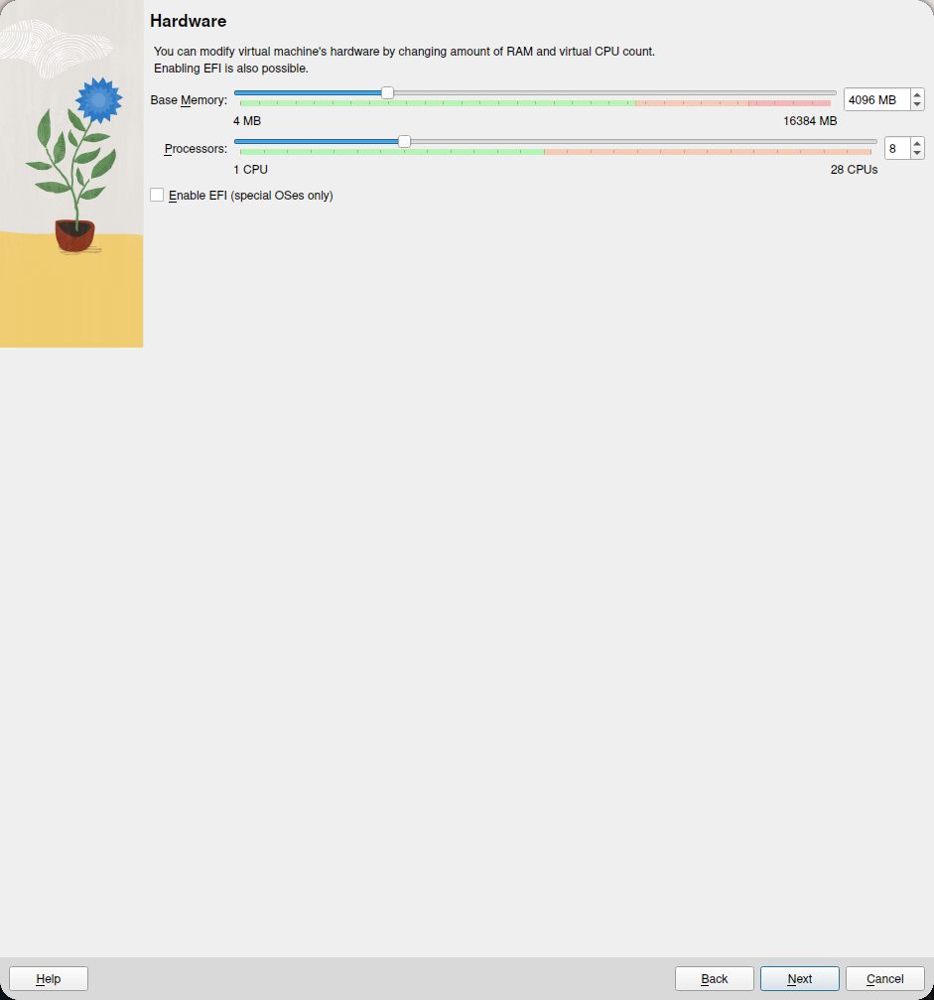 Hardware
You can modify virtual machine's hardware by changing amount of RAM and virtual CPU count.
Enabling EFI is also possible.
Base Memory: 4096 MB
4 MB 16384 MB
Processors: 8
1 CPU 28 CPUs
Enable EFI (special OSes only)
Help Back Next Cancel